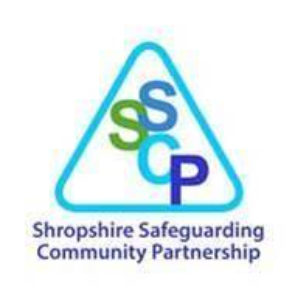 SSCP
Shropshire Safeguarding
Community Partnership